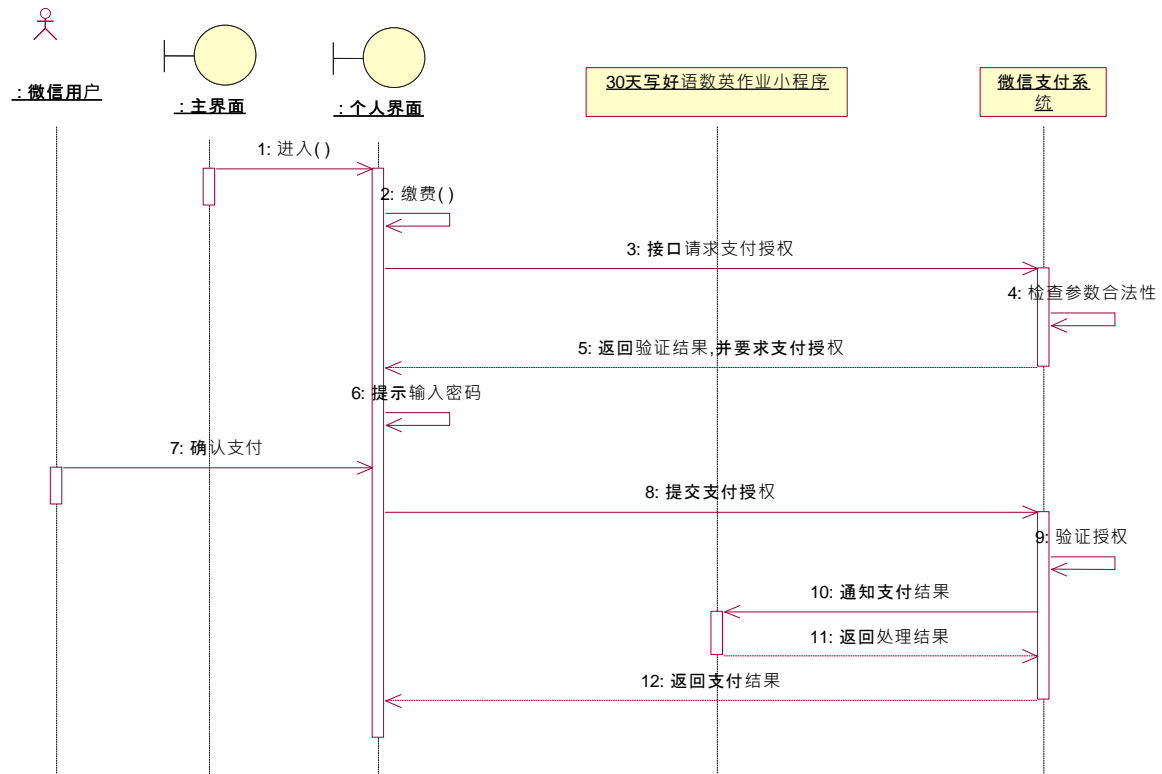 : 微信用户
: 主界面
: 个人界面
30天写好语数英作业小程序
微信支付系
统
1: 进入( )
2: 缴费( )
3: 接口请求支付授权
4: 检查参数合法性
5: 返回验证结果,并要求支付授权
6: 提示输入密码
7: 确认支付
8: 提交支付授权
9: 验证授权
10: 通知支付结果
11: 返回处理结果
12: 返回支付结果